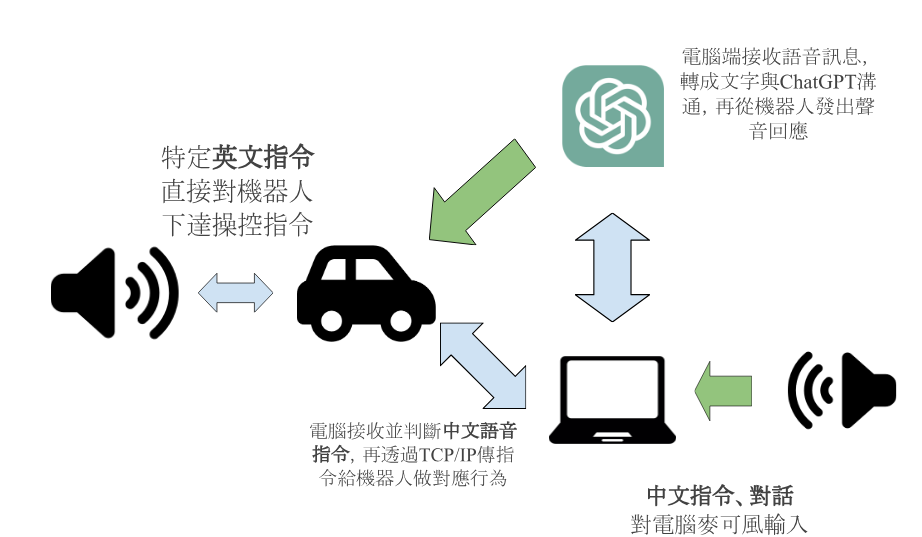 電腦端接收語音訊息,
轉成文字與ChatGPT溝
通, 再從機器人發出聲
音回應
特定英文指令
直接對機器人
下達操控指令
電腦接收並判斷中文語音
指令, 再透過TCP/IP傳指
令給機器人做對應行為
中文指令、對話
對電腦麥可風輸入